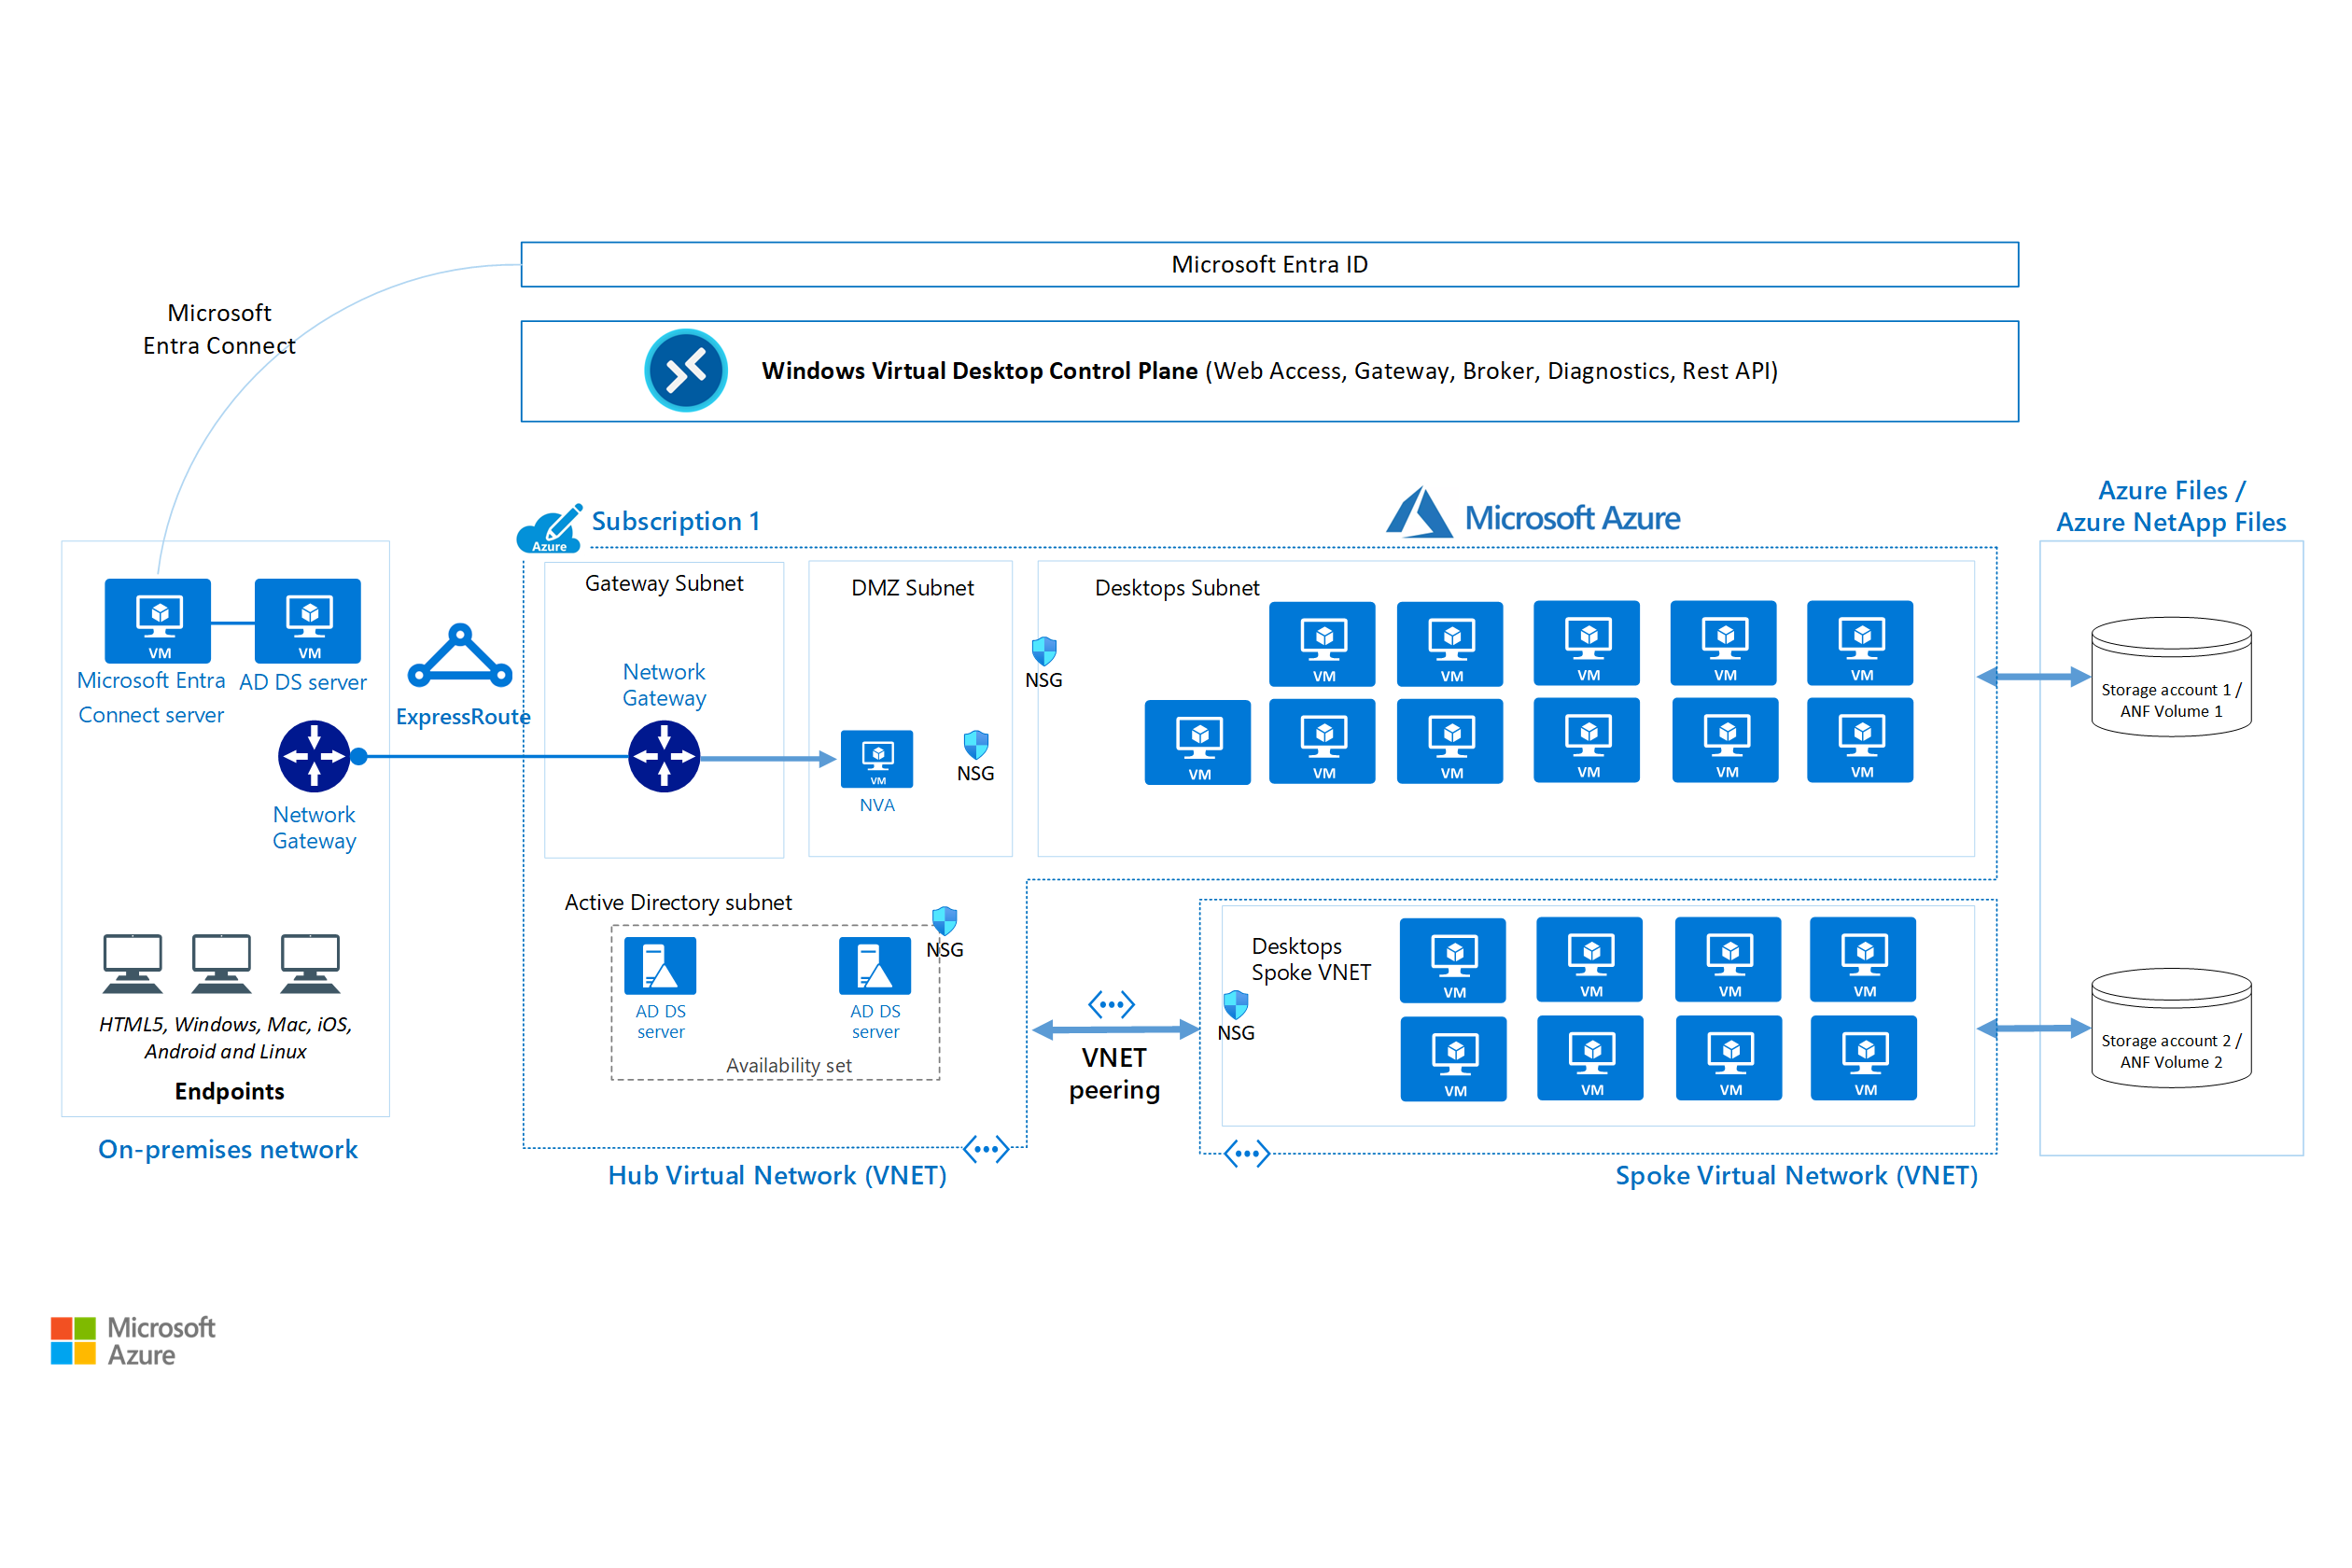 Microsoft Entra ID
Microsoft
Entra Connect
Windows Virtual Desktop Control Plane (Web Access, Gateway, Broker, Diagnostics, Rest API)
Azure
Subscription 1
Microsoft Azure
Azure Files /
Azure NetApp Files
VM
VM
Microsoft Entra
Connect server
AD DS server
ExpressRoute
Network
Gateway
HTML5, Windows, Mac, iOS,
Android and Linux
Endpoints
On-premises network
Gateway Subnet
Network
Gateway
DMZ Subnet
VM
NVA
NSG
NSG
Desktops Subnet
VM
VM
VM
VM
VM
VM
VM
VM
VM
VM
VM
Storage account 1 /
ANF Volume 1
Active Directory subnet
NSG
AD DS
server
AD DS
server
Availability set
Hub Virtual Network (VNET)
VNET
peering
NSG
Desktops
Spoke VNET
VM
VM
VM
VM
VM
VM
VM
VM
Spoke Virtual Network (VNET)
Storage account 2 /
ANF Volume 2
Microsoft
Azure